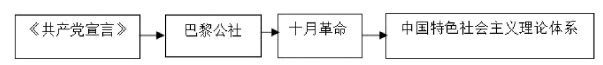 《共产党宣言》
巴黎公社
十月革命
中国特色社会主义理论体系